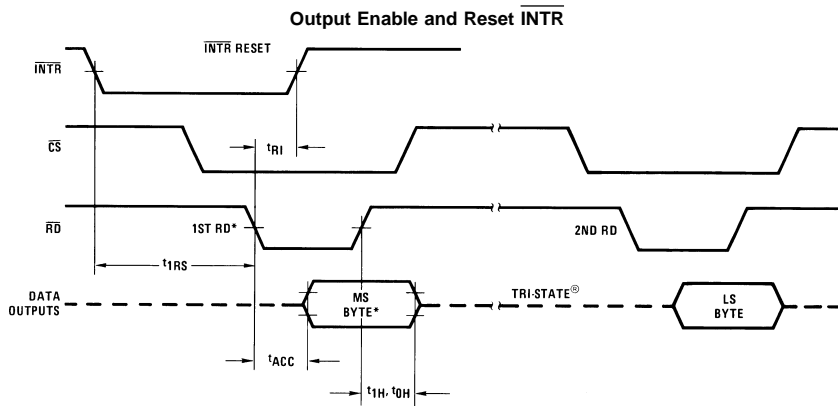 Output Enable and Reset INTR
INTR
INTR RESET
CS
tRI
RD
1ST RD*
2ND RD
t1RS
DATA
OUTPUTS
MS
BYTE*
TRI-STATE®
LS
BYTE
tACC
t1H, t0H